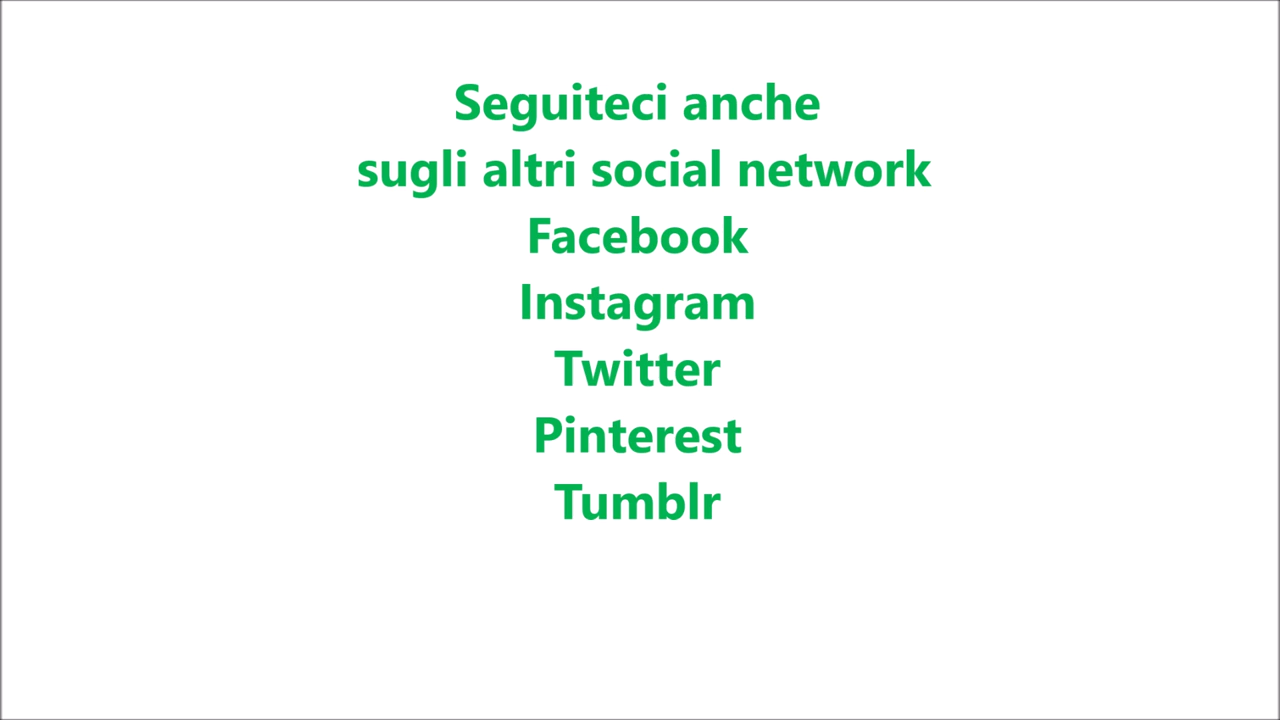 Seguiteci anche
sugli altri social network
Facebook
Instagram
Twitter
Pinterest
Tumblr